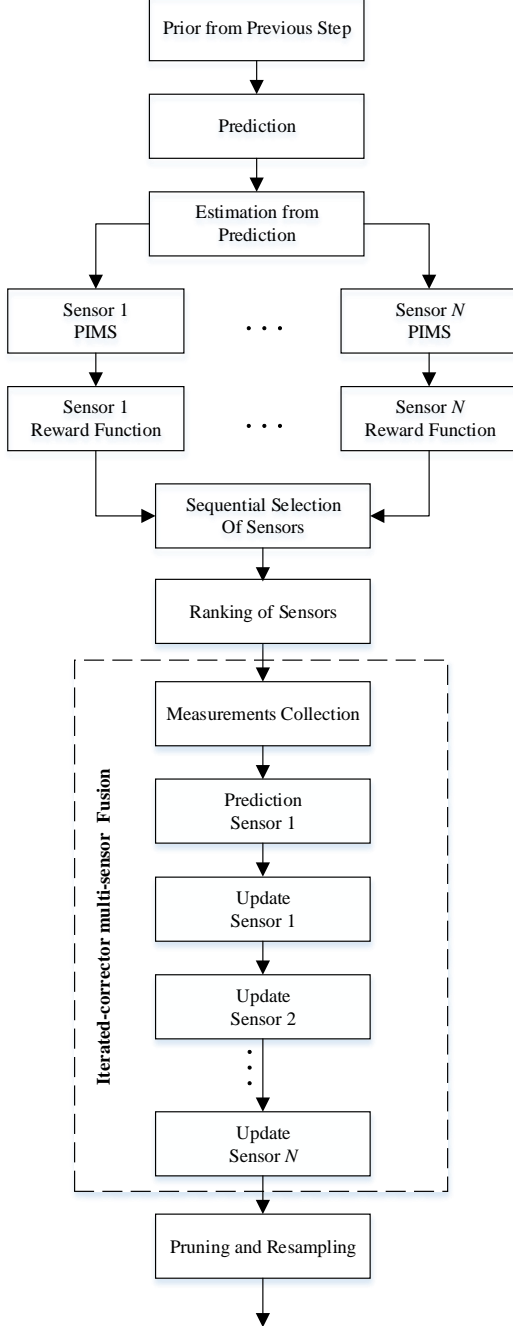 Prior from Previous Step
Prediction
Estimation from
Prediction
Sensor 1
PIMS
. . .
Sensor N
PIMS
Sensor 1
Reward Function
. . .
Sensor N
Reward Function
Sequential Selection
Of Sensors
Ranking of Sensors
Iterated-corrector multi-sensor Fusion
Measurements Collection
Prediction
Sensor 1
Update
Sensor 1
Update
Sensor 2
Update
Sensor N
Pruning and Resampling